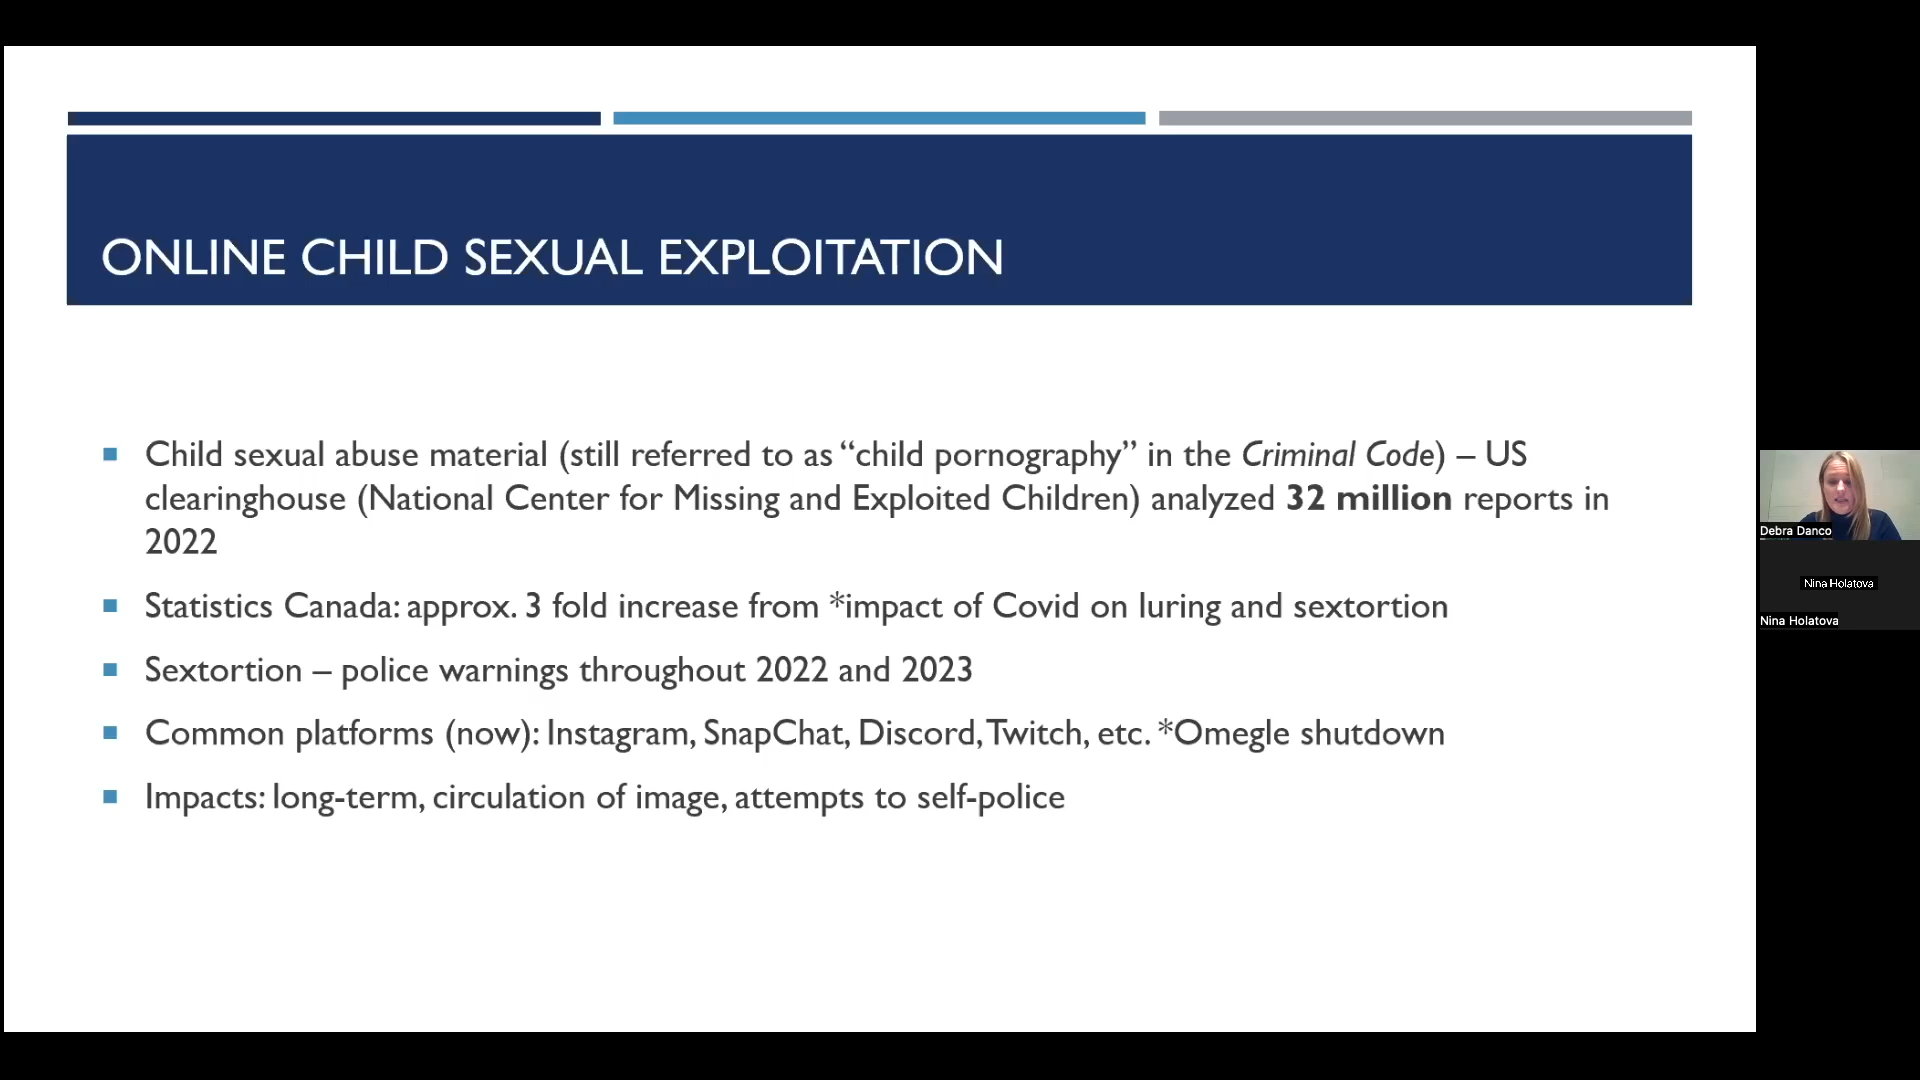 ONLINE CHILD SEXUAL EXPLOITATION
Child sexual abuse material (still referred to as “child pornography” in the Criminal Code) – US
clearinghouse (National Center for Missing and Exploited Children) analyzed 32 million reports in
2022
Statistics Canada: approx. 3 fold increase from *impact of Covid on luring and sextortion
Sextortion – police warnings throughout 2022 and 2023
Common platforms (now): Instagram, SnapChat, Discord, Twitch, etc. *Omegle shutdown
Impacts: long-term, circulation of image, attempts to self-police
Debra Danco
Nina Holatova
Nina Holatova